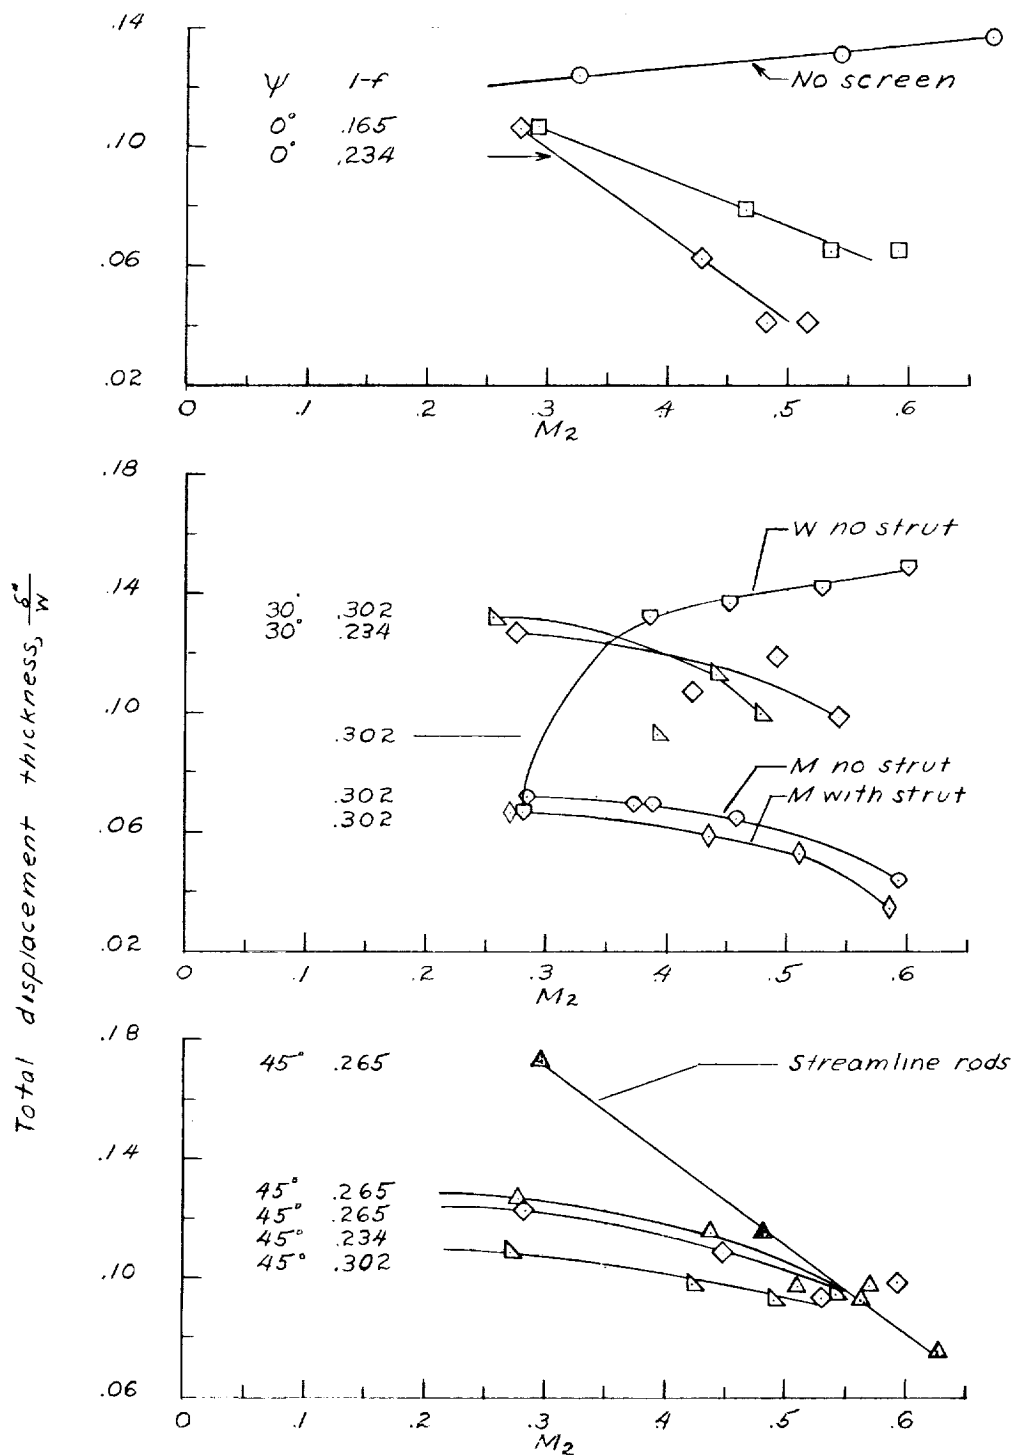 .14
ψ 1-f
No screen
0° .165
.10
0° .234
.06
.02
0 .1 .2 .3 .4 .5 .6
M2
.18
W no strut
.14
30° .302
30° .234
.10
.302
M no strut
.302
M with strut
.06
.302
.02
0 .1 .2 .3 .4 .5 .6
M2
Total displacement thickness, δ*/W
.18
45° .265
Streamline rods
.14
45° .265
45° .265
45° .234
45° .302
.10
.06
0 .1 .2 .3 .4 .5 .6
M2